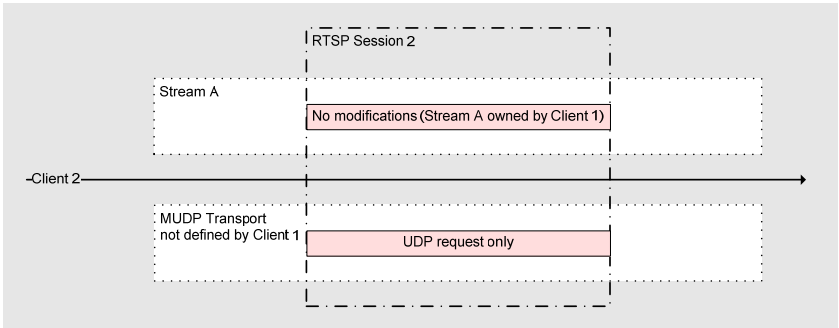 RTSP Session 2
Stream A
No modifications (Stream A owned by Client 1)
Client 2
MUDP Transport
not defined by Client 1
UDP request only